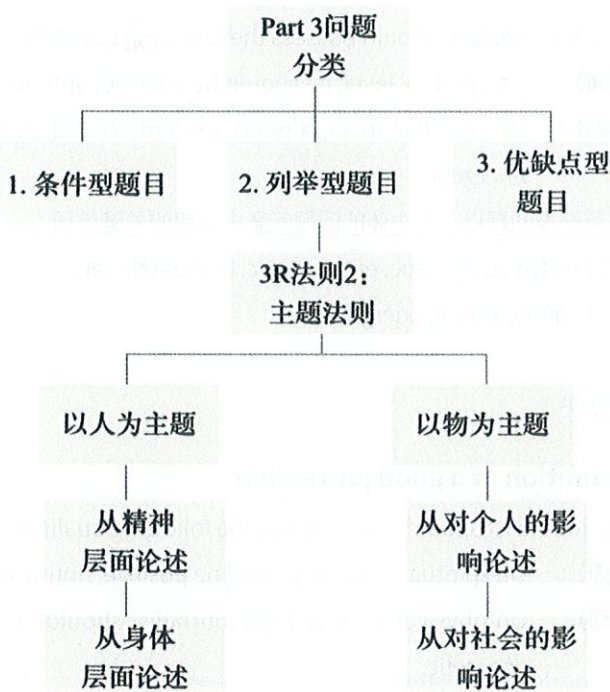 Part 3问题
分类
1. 条件型题目
2. 列举型题目
3. 优缺点型
题目
3R法则2：
主题法则
以人为主题
以物为主题
从精神
层面论述
从对个人的影
响论述
从身体
层面论述
从对社会的影
响论述